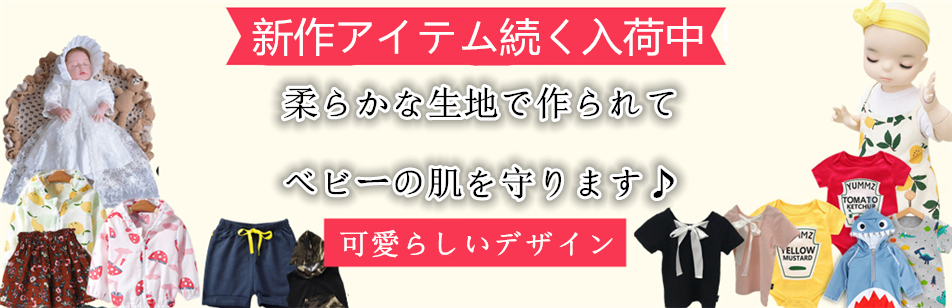 新作アイテム続く入荷中
柔らかな生地で作られて
ベビーの肌を守ります♪
可愛らしいデザイン
YUMMZ
TOMATO
KETCHUP
YELLOW
MUSTARD